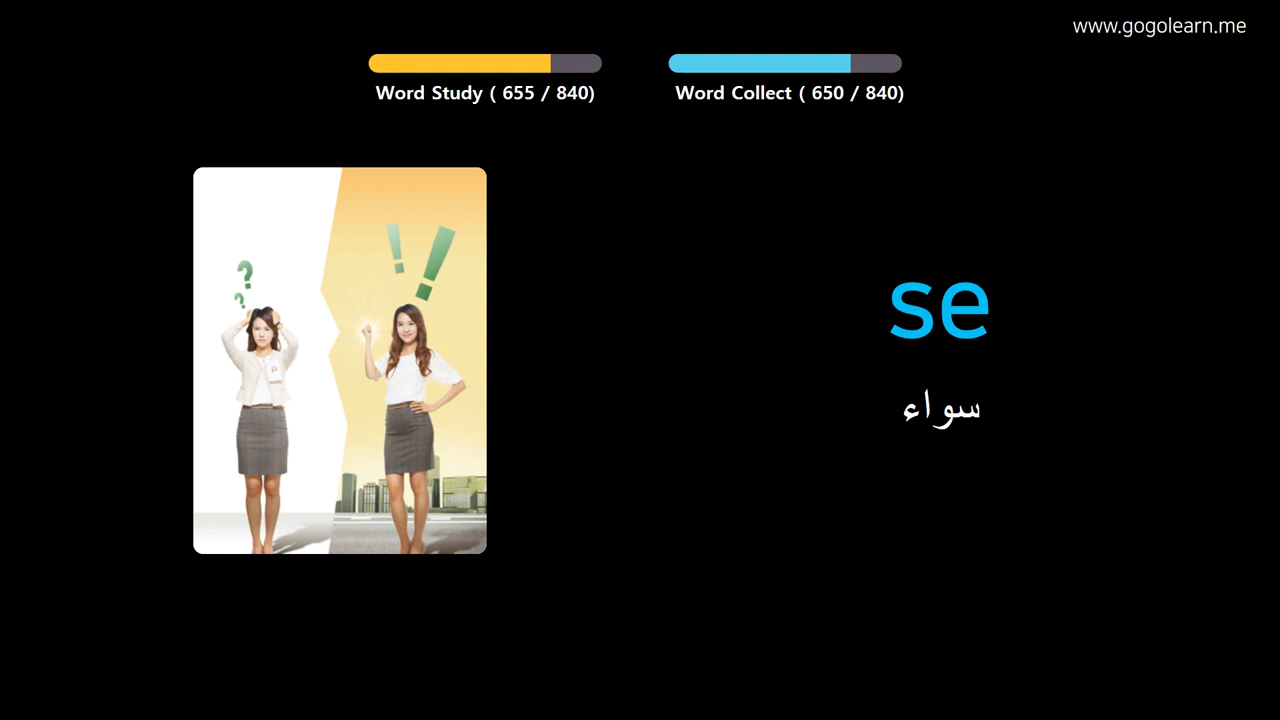 www.gogolearn.me
Word Study ( 655 / 840)
Word Collect ( 650 / 840)
? ?
! !
se
سواء